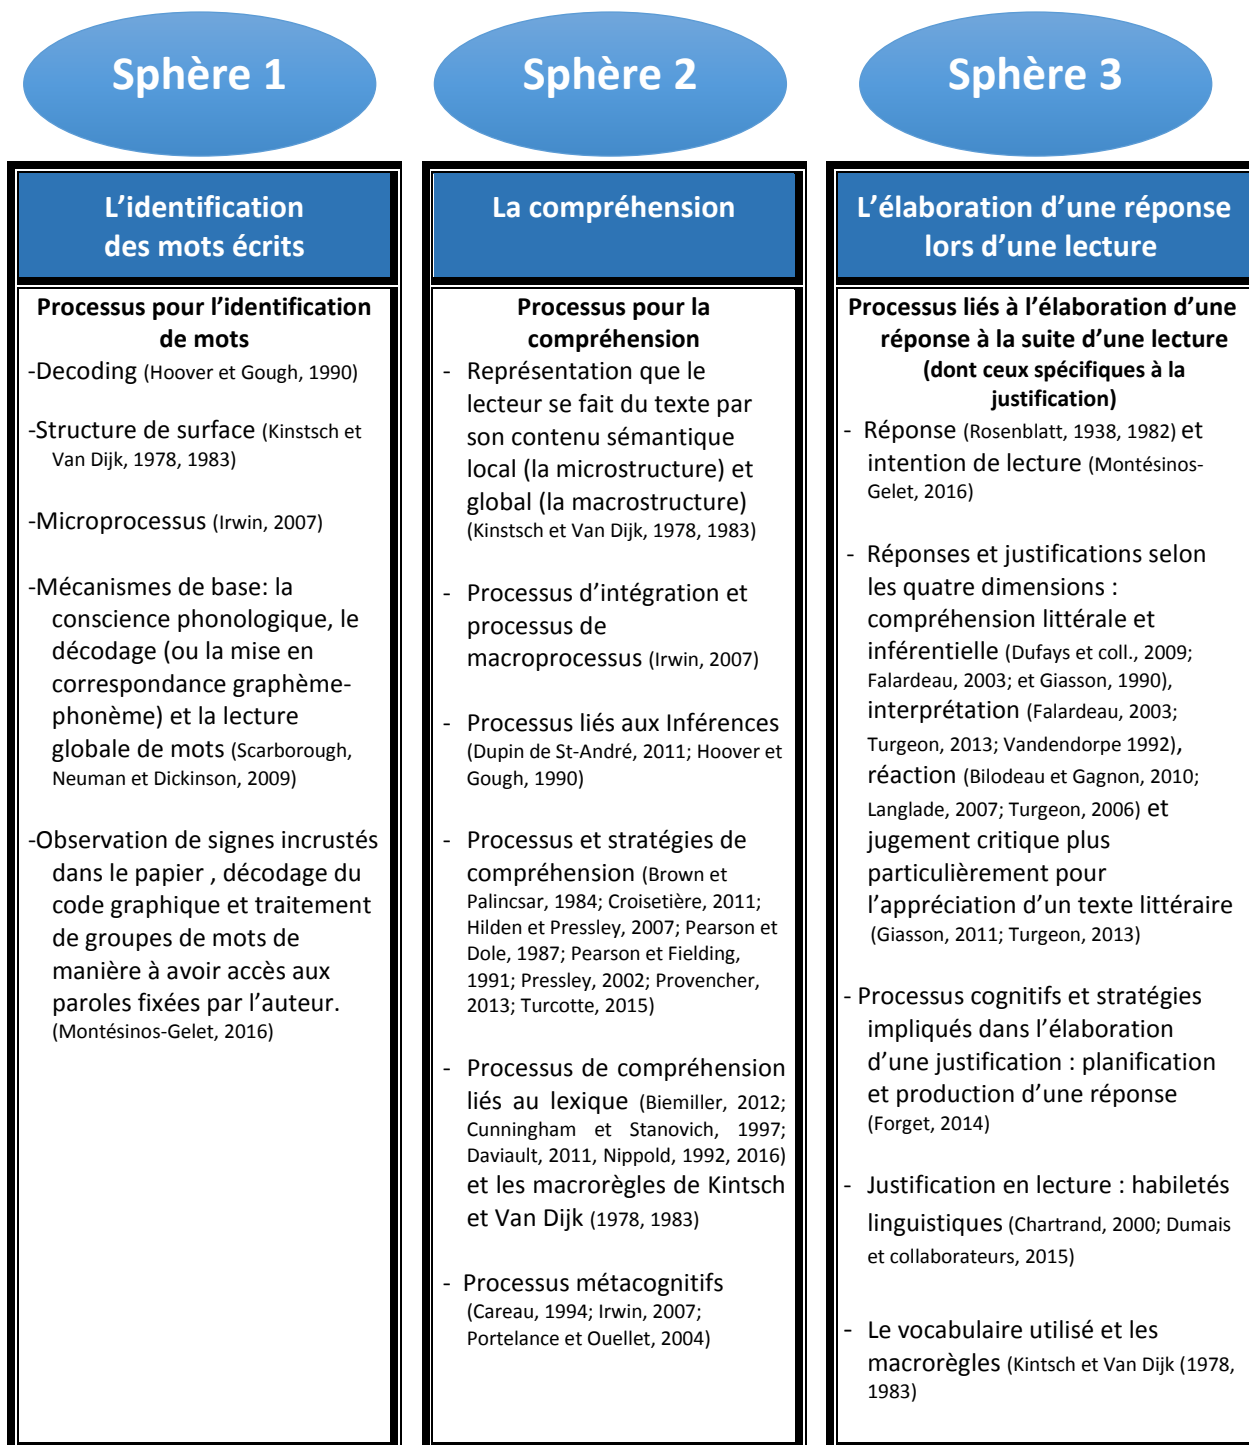 Sphère 1
L'identification
des mots écrits
Processus pour l'identification
de mots
-Decoding (Hoover et Gough, 1990)
-Structure de surface (Kinstsch et
Van Dijk, 1978, 1983)
-Microprocessus (Irwin, 2007)
-Mécanismes de base: la
conscience phonologique, le
décodage (ou la mise en
correspondance graphème-
phonème) et la lecture
globale de mots (Scarborough,
Neuman et Dickinson, 2009)
-Observation de signes incrustés
dans le papier , décodage du
code graphique et traitement
de groupes de mots de
manière à avoir accès aux
paroles fixées par l'auteur.
(Montésinos-Gelet, 2016)
Sphère 2
La compréhension
Processus pour la
compréhension
- Représentation que le
lecteur se fait du texte par
son contenu sémantique
local (la microstructure) et
global (la macrostructure)
(Kinstsch et Van Dijk, 1978, 1983)
- Processus d'intégration et
processus de
macroprocessus (Irwin, 2007)
- Processus liés aux Inférences
(Dupin de St-André, 2011; Hoover et
Gough, 1990)
- Processus et stratégies de
compréhension (Brown et
Palincsar, 1984; Croisetière, 2011;
Hilden et Pressley, 2007; Pearson et
Dole, 1987; Pearson et Fielding,
1991; Pressley, 2002; Provencher,
2013; Turcotte, 2015)
- Processus de compréhension
liés au lexique (Biemiller, 2012;
Cunningham et Stanovich, 1997;
Daviault, 2011, Nippold, 1992, 2016)
et les macrorègles de Kintsch
et Van Dijk (1978, 1983)
- Processus métacognitifs
(Careau, 1994; Irwin, 2007;
Portelance et Ouellet, 2004)
Sphère 3
L'élaboration d'une réponse
lors d'une lecture
Processus liés à l'élaboration d'une
réponse à la suite d'une lecture
(dont ceux spécifiques à la
justification)
- Réponse (Rosenblatt, 1938, 1982) et
intention de lecture (Montésinos-
Gelet, 2016)
- Réponses et justifications selon
les quatre dimensions :
compréhension littérale et
inférentielle (Dufays et coll., 2009;
Falardeau, 2003; et Giasson, 1990),
interprétation (Falardeau, 2003;
Turgeon, 2013; Vandendorpe 1992),
réaction (Bilodeau et Gagnon, 2010;
Langlade, 2007; Turgeon, 2006) et
jugement critique plus
particulièrement pour
l'appréciation d'un texte littéraire
(Giasson, 2011; Turgeon, 2013)
- Processus cognitifs et stratégies
impliqués dans l'élaboration
d'une justification : planification
et production d'une réponse
(Forget, 2014)
- Justification en lecture : habiletés
linguistiques (Chartrand, 2000; Dumais
et collaborateurs, 2015)
- Le vocabulaire utilisé et les
macrorègles (Kintsch et Van Dijk (1978,
1983)